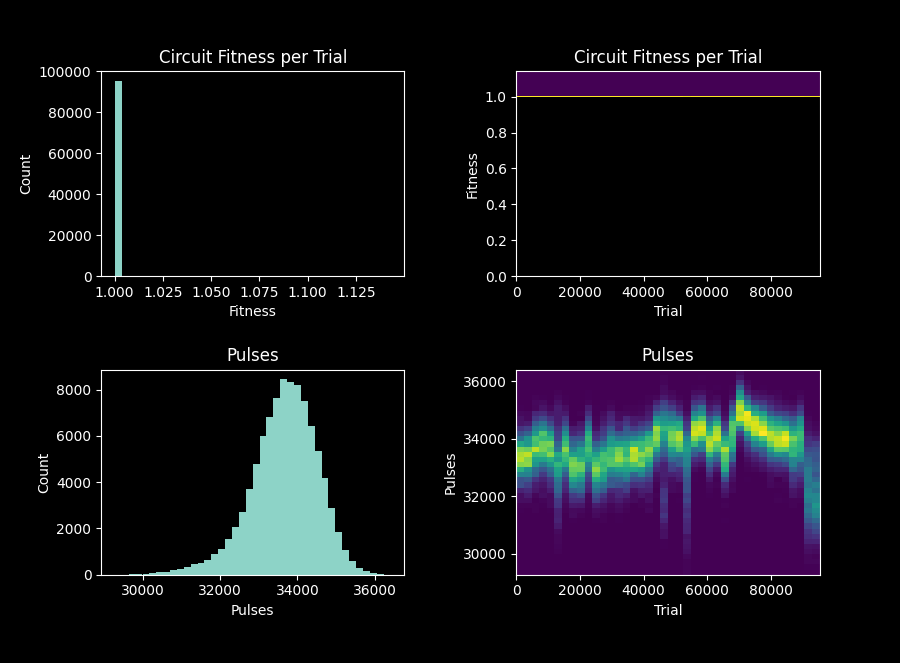 Circuit Fitness per Trial
100000
80000
60000
40000
20000
0
Count
1.000 1.025 1.050 1.075 1.100 1.125
Fitness
Circuit Fitness per Trial
1.0
0.8
0.6
0.4
0.2
0.0
Fitness
0 20000 40000 60000 80000
Trial
Pulses
8000
6000
4000
2000
0
Count
30000 32000 34000 36000
Pulses
Pulses
36000
34000
32000
30000
Pulses
0 20000 40000 60000 80000
Trial